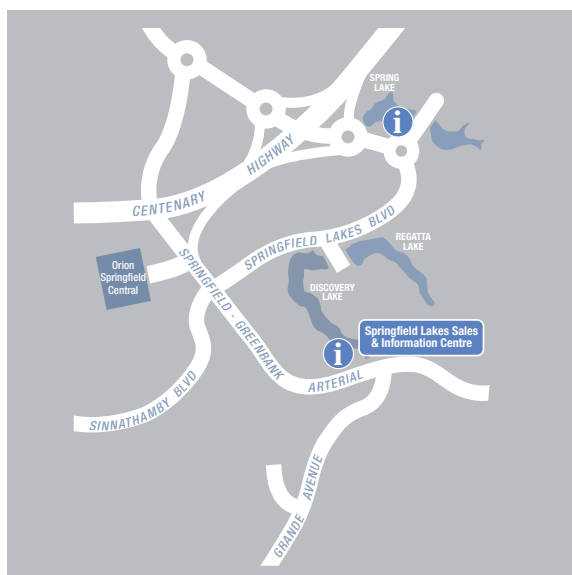 SPRING
LAKE
i
CENTENARY HIGHWAY
SPRINGFIELD LAKES BLVD
REGATTA
LAKE
Orion
Springfield
Central
DISCOVERY
LAKE
SPRINGFIELD - GREENBANK ARTERIAL
i
Springfield Lakes Sales
& Information Centre
SINNATHAMBY BLVD
GRANDE AVENUE